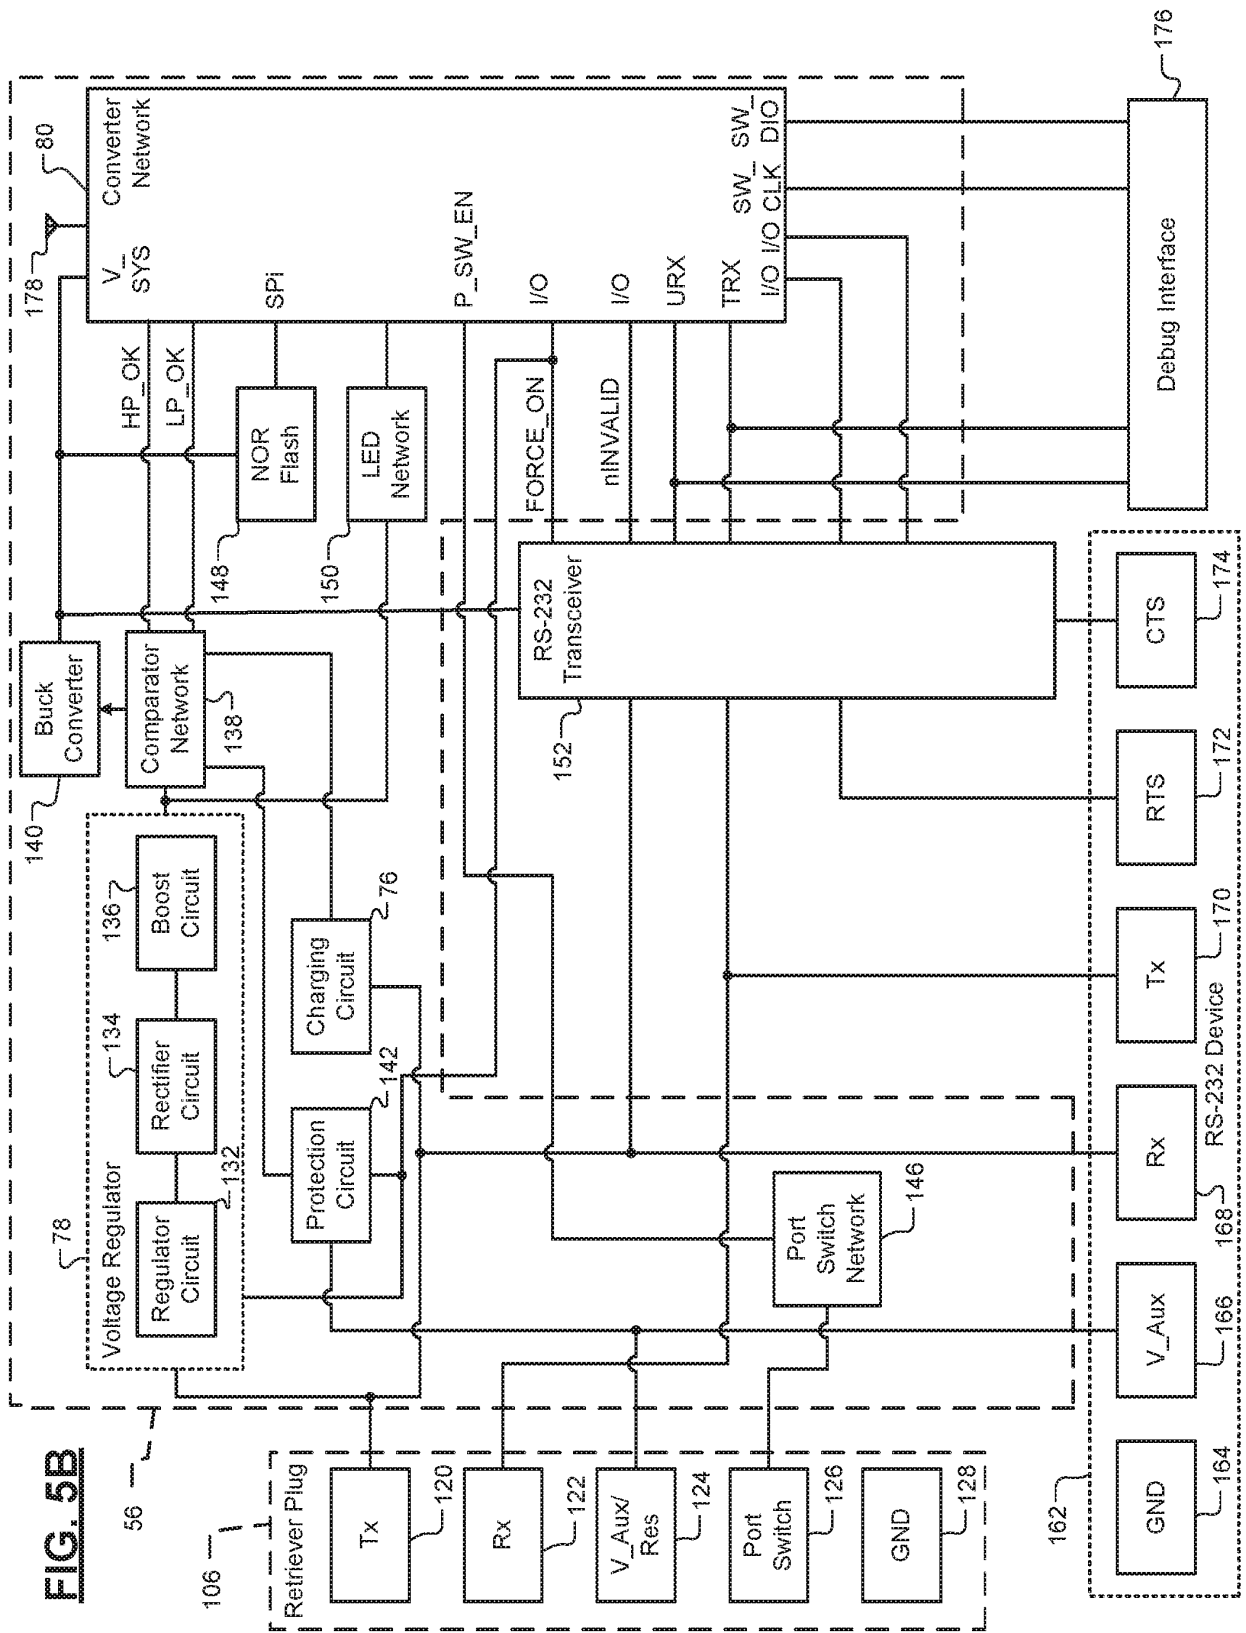 FIG. 5B
56
106
Retriever Plug
Tx
120
Rx
122
V_Aux/
Res
124
Port
Switch
126
GND
128
78
Voltage Regulator
Regulator
Circuit
132
Rectifier
Circuit
134
Boost
Circuit
136
Protection
Circuit
142
Charging
Circuit
76
Port
Switch
Network
146
Buck
Converter
140
Comparator
Network
138
HP_OK
LP_OK
NOR
Flash
148
LED
Network
150
FORCE_ON
nINVALID
RS-232
Transceiver
152
178
80
Converter
Network
V_
SYS
SPi
P_SW_EN
I/O
I/O
URX
TRX
I/O
I/O
SW_
CLK
SW_
DIO
Debug Interface
176
162
GND
164
V_Aux
166
Rx
168
RS-232 Device
Tx
170
RTS
172
CTS
174